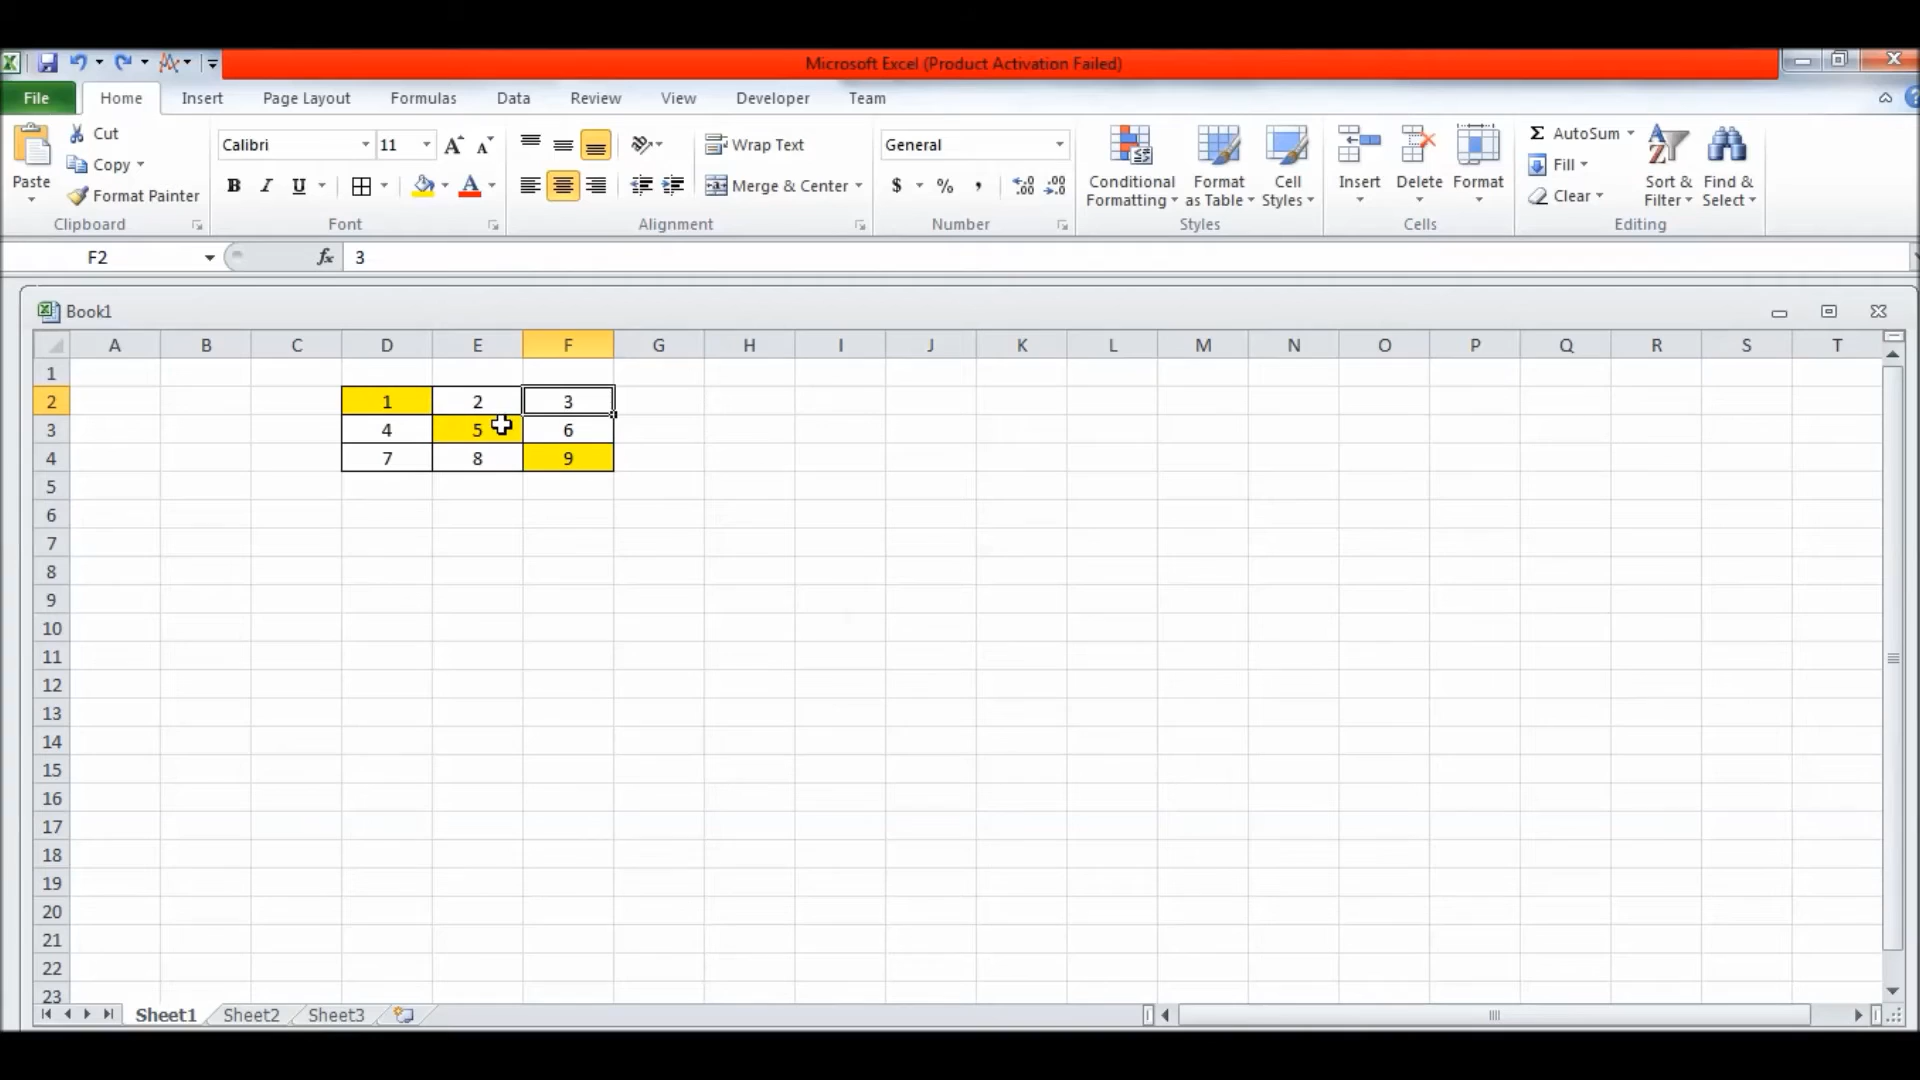 Microsoft Excel (Product Activation Failed)
File Home Insert Page Layout Formulas Data Review View Developer Team
Paste
Cut
Copy
Format Painter
Clipboard
Calibri 11
B I U
Font
Wrap Text
Merge & Center
Alignment
General
$ % , .00
Number
Conditional Formatting
Format as Table
Cell Styles
Styles
Insert Delete Format
Cells
Σ AutoSum
Fill
Clear
Sort & Filter
Find & Select
Editing
F2 fx 3
Book1
A B C D E F G H I J K L M N O P Q R S T
1
2 1 2 3
3 4 5 6
4 7 8 9
5
6
7
8
9
10
11
12
13
14
15
16
17
18
19
20
21
22
23
Sheet1 Sheet2 Sheet3